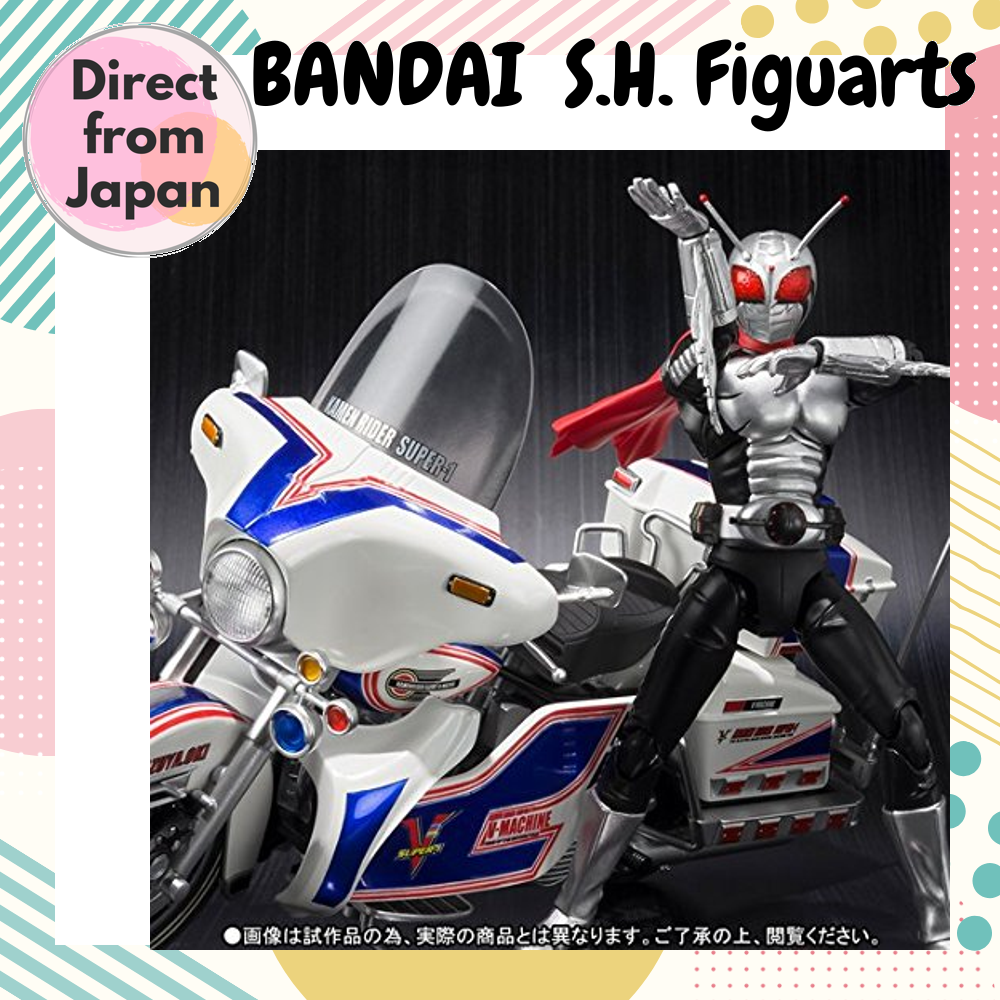 Direct
from
Japan
BANDAI S.H. Figuarts
KAMEN RIDER SUPER-1
V
SUPER-1
V-MACHINE
●画像は試作品の為、実際の商品とは異なります。ご了承の上、閲覧ください。